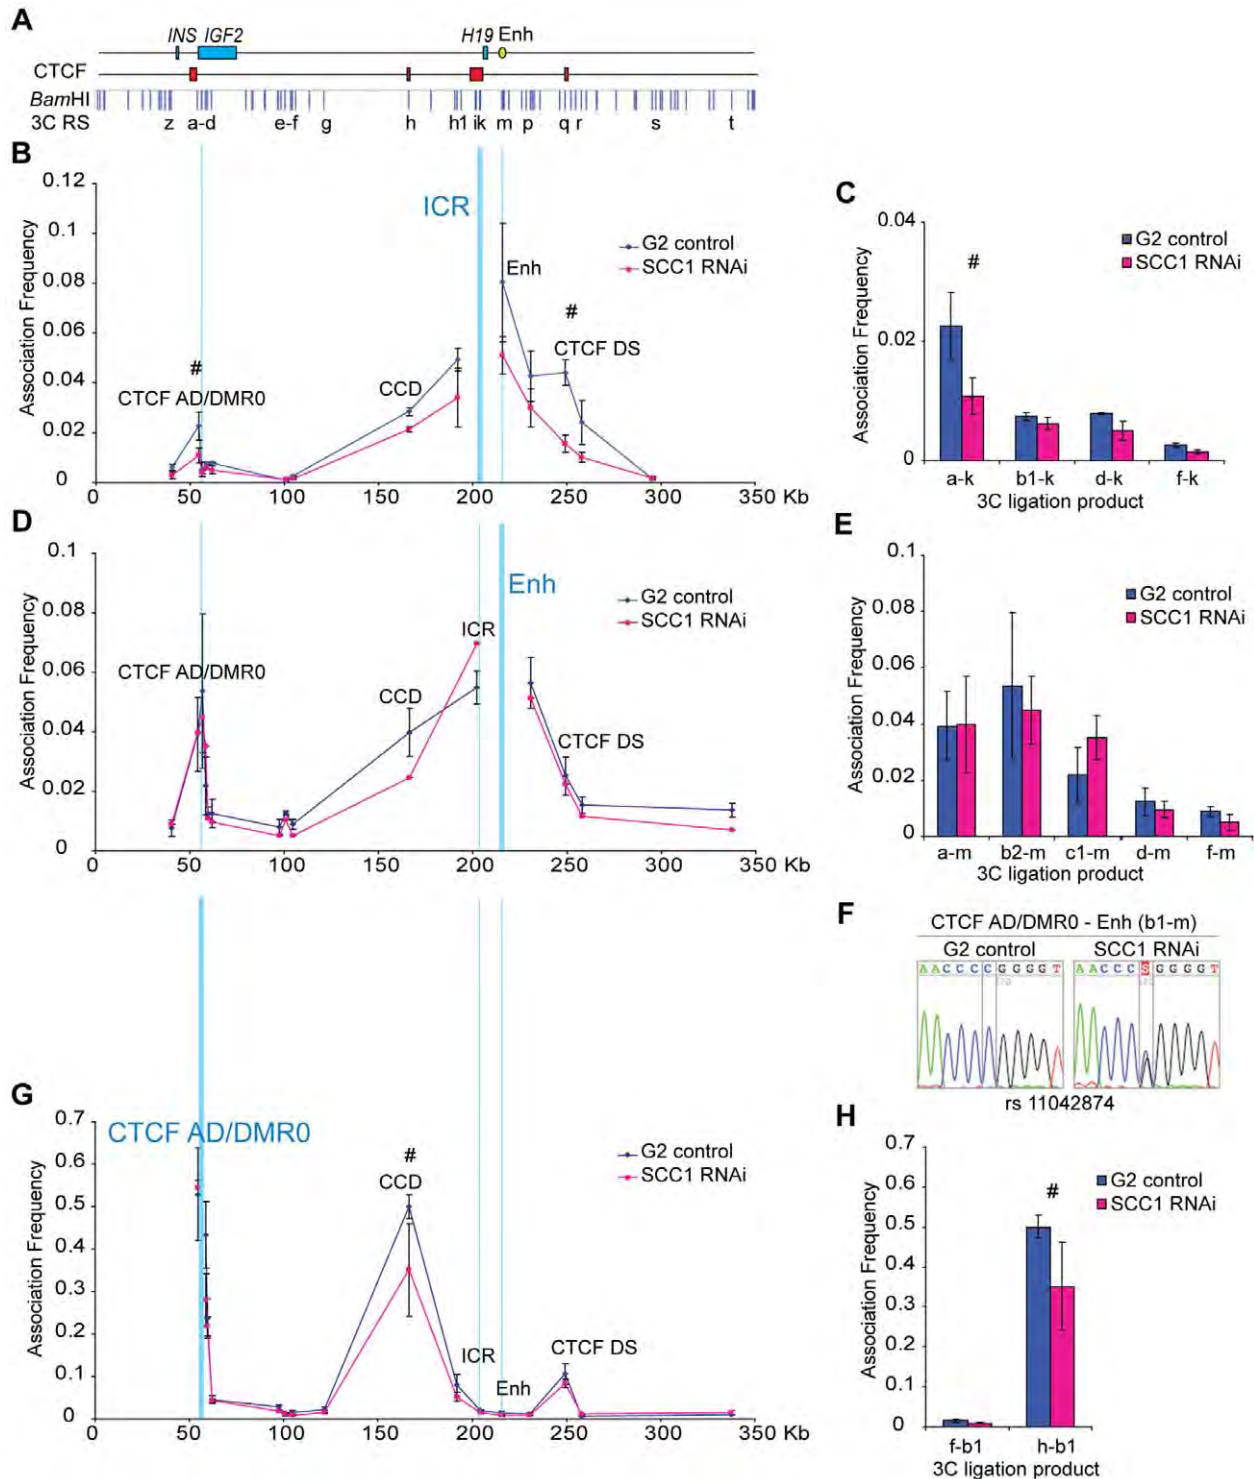 A
INS IGF2 H19 Enh
CTCF
BamHI
3C RS z a-d e-f g h h1 ik m p q r s t
B
Association Frequency
0.12
0.1
0.08
0.06
0.04
0.02
0
ICR
G2 control
SCC1 RNAi
Enh
#
CTCF DS
#
CTCF AD/DMR0
CCD
0 50 100 150 200 250 300 350 Kb
C
Association Frequency
0.04
0.02
0
G2 control
SCC1 RNAi
#
a-k b1-k d-k f-k
3C ligation product
D
Association Frequency
0.1
0.08
0.06
0.04
0.02
0
Enh
G2 control
SCC1 RNAi
ICR
CTCF AD/DMR0
CCD
CTCF DS
0 50 100 150 200 250 300 350 Kb
E
Association Frequency
0.1
0.08
0.06
0.04
0.02
0
G2 control
SCC1 RNAi
a-m b2-m c1-m d-m f-m
3C ligation product
F
CTCF AD/DMR0 - Enh (b1-m)
G2 control SCC1 RNAi
A A C C C C G G G G T A A C C C S G G G G T
rs 11042874
G
Association Frequency
0.7
0.6
0.5
0.4
0.3
0.2
0.1
0
CTCF AD/DMR0
G2 control
SCC1 RNAi
#
CCD
ICR
Enh
CTCF DS
0 50 100 150 200 250 300 350 Kb
H
Association Frequency
0.7
0.6
0.5
0.4
0.3
0.2
0.1
0
G2 control
SCC1 RNAi
#
f-b1 h-b1
3C ligation product